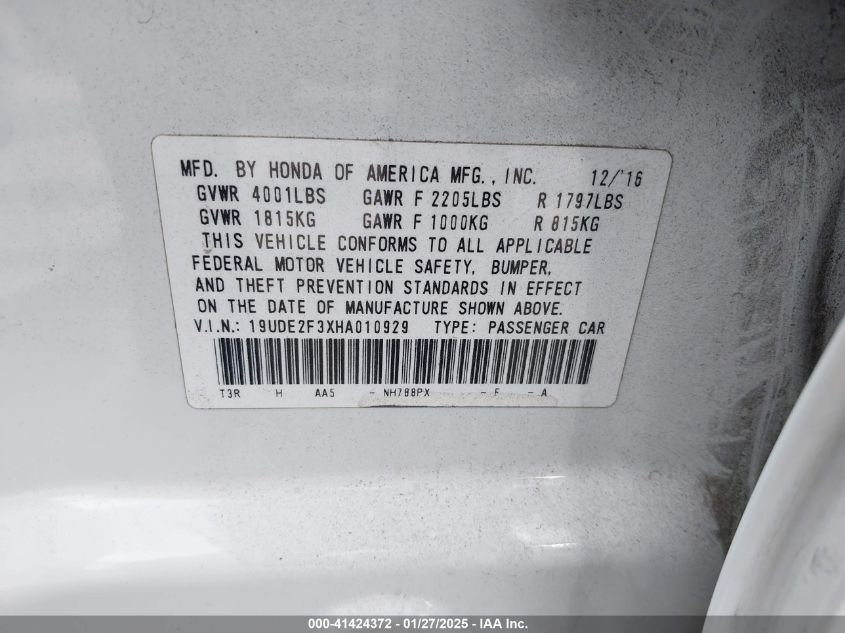 MFD. BY HONDA OF AMERICA MFG., INC. 12/'16
GVWR 4001LBS GAWR F 2205LBS R 1797LBS
GVWR 1815KG GAWR F 1000KG R 815KG
THIS VEHICLE CONFORMS TO ALL APPLICABLE
FEDERAL MOTOR VEHICLE SAFETY, BUMPER,
AND THEFT PREVENTION STANDARDS IN EFFECT
ON THE DATE OF MANUFACTURE SHOWN ABOVE.
V.I.N.: 19UDE2F3XHA010929 TYPE: PASSENGER CAR
T3R H AA5 - NH788PX - F - A
000-41424372 - 01/27/2025 - IAA Inc.